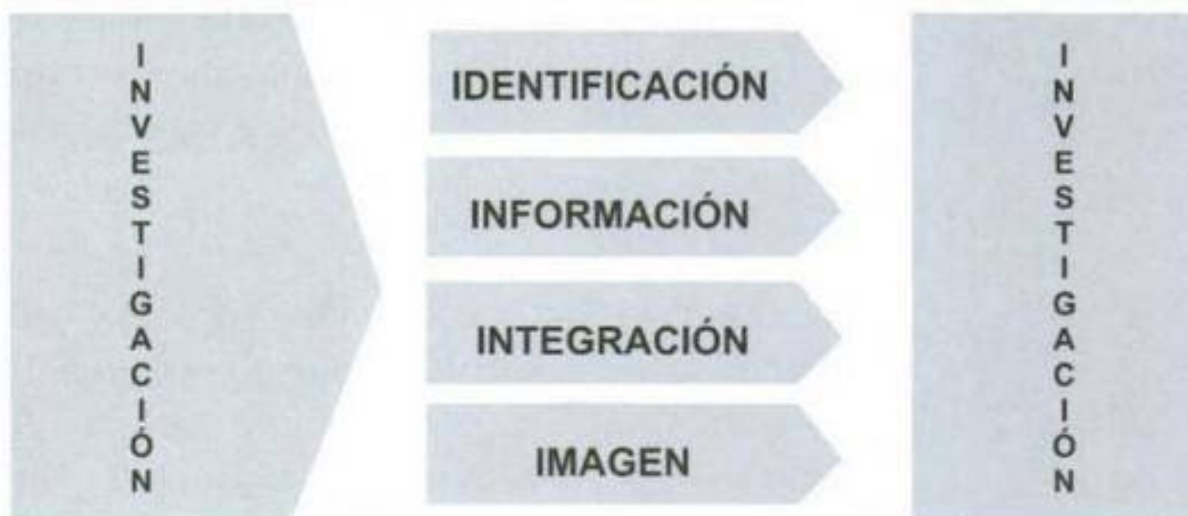 INVESTIGACIÓN
IDENTIFICACIÓN
INFORMACIÓN
INTEGRACIÓN
IMAGEN
INVESTIGACIÓN